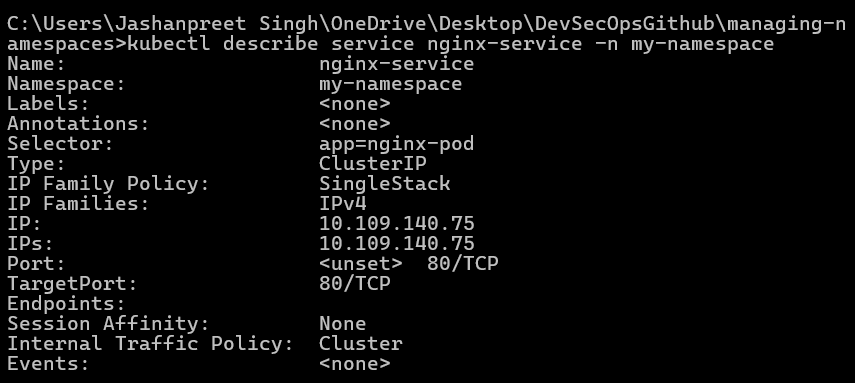 C:\Users\Jashanpreet Singh\OneDrive\Desktop\DevSecOpsGithub\managing-n
amespaces>kubectl describe service nginx-service -n my-namespace
Name:                     nginx-service
Namespace:                my-namespace
Labels:                   <none>
Annotations:              <none>
Selector:                 app=nginx-pod
Type:                     ClusterIP
IP Family Policy:         SingleStack
IP Families:              IPv4
IP:                       10.109.140.75
IPs:                      10.109.140.75
Port:                     <unset>  80/TCP
TargetPort:               80/TCP
Endpoints:
Session Affinity:         None
Internal Traffic Policy:  Cluster
Events:                   <none>